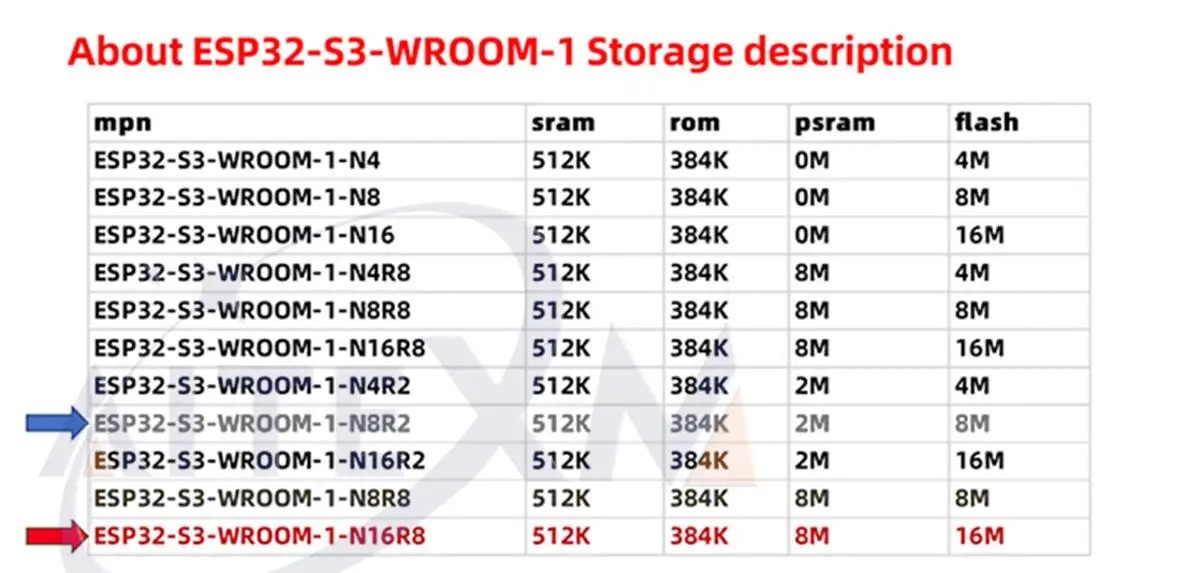 About ESP32-S3-WROOM-1 Storage description
mpn sram rom psram flash
ESP32-S3-WROOM-1-N4 512K 384K 0M 4M
ESP32-S3-WROOM-1-N8 512K 384K 0M 8M
ESP32-S3-WROOM-1-N16 512K 384K 0M 16M
ESP32-S3-WROOM-1-N4R8 512K 384K 8M 4M
ESP32-S3-WROOM-1-N8R8 512K 384K 8M 8M
ESP32-S3-WROOM-1-N16R8 512K 384K 8M 16M
ESP32-S3-WROOM-1-N4R2 512K 384K 2M 4M
ESP32-S3-WROOM-1-N8R2 512K 384K 2M 8M
ESP32-S3-WROOM-1-N16R2 512K 384K 2M 16M
ESP32-S3-WROOM-1-N8R8 512K 384K 8M 8M
ESP32-S3-WROOM-1-N16R8 512K 384K 8M 16M
AITEXM